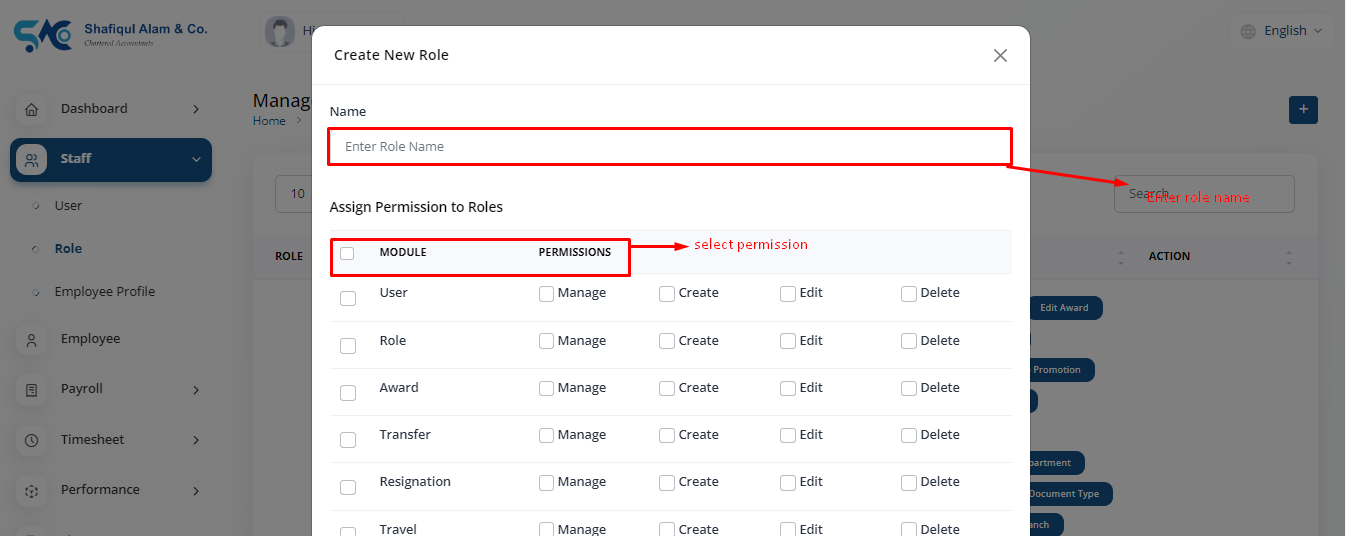 Shafiqul Alam & Co.
Chartered Accountants
Hi
English
Dashboard
Staff
User
Role
Employee Profile
Employee
Payroll
Timesheet
Performance
Manag
Home
+
10
Search
Enter role name
ROLE
ACTION
Edit Award
Promotion
partment
Document Type
anch
Create New Role
Name
Enter Role Name
Assign Permission to Roles
MODULE PERMISSIONS
select permission
User Manage Create Edit Delete
Role Manage Create Edit Delete
Award Manage Create Edit Delete
Transfer Manage Create Edit Delete
Resignation Manage Create Edit Delete
Travel Manage Create Edit Delete